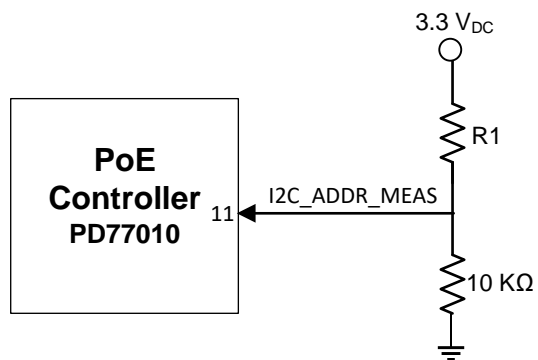 3.3 VDC
R1
PoE
Controller
PD77010
11
I2C_ADDR_MEAS
10 KΩ